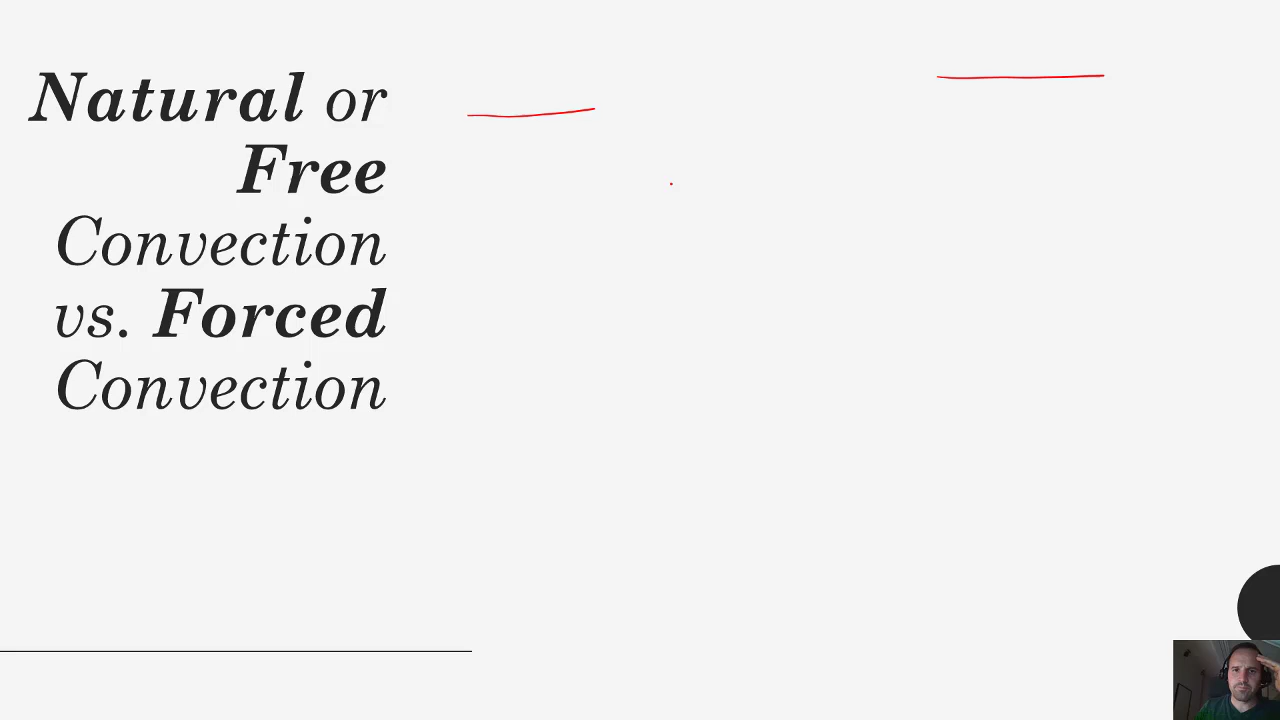 Natural or
Free
Convection
vs. Forced
Convection